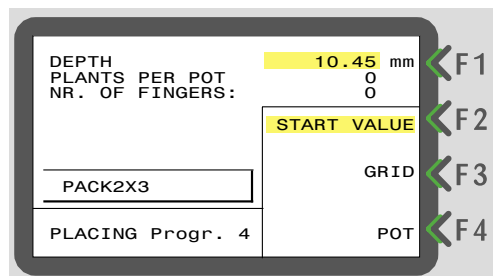 DEPTH 10.45 mm
PLANTS PER POT 0
NR. OF FINGERS: 0
START VALUE
GRID
PACK2X3
PLACING Progr. 4 POT
F1
F2
F3
F4